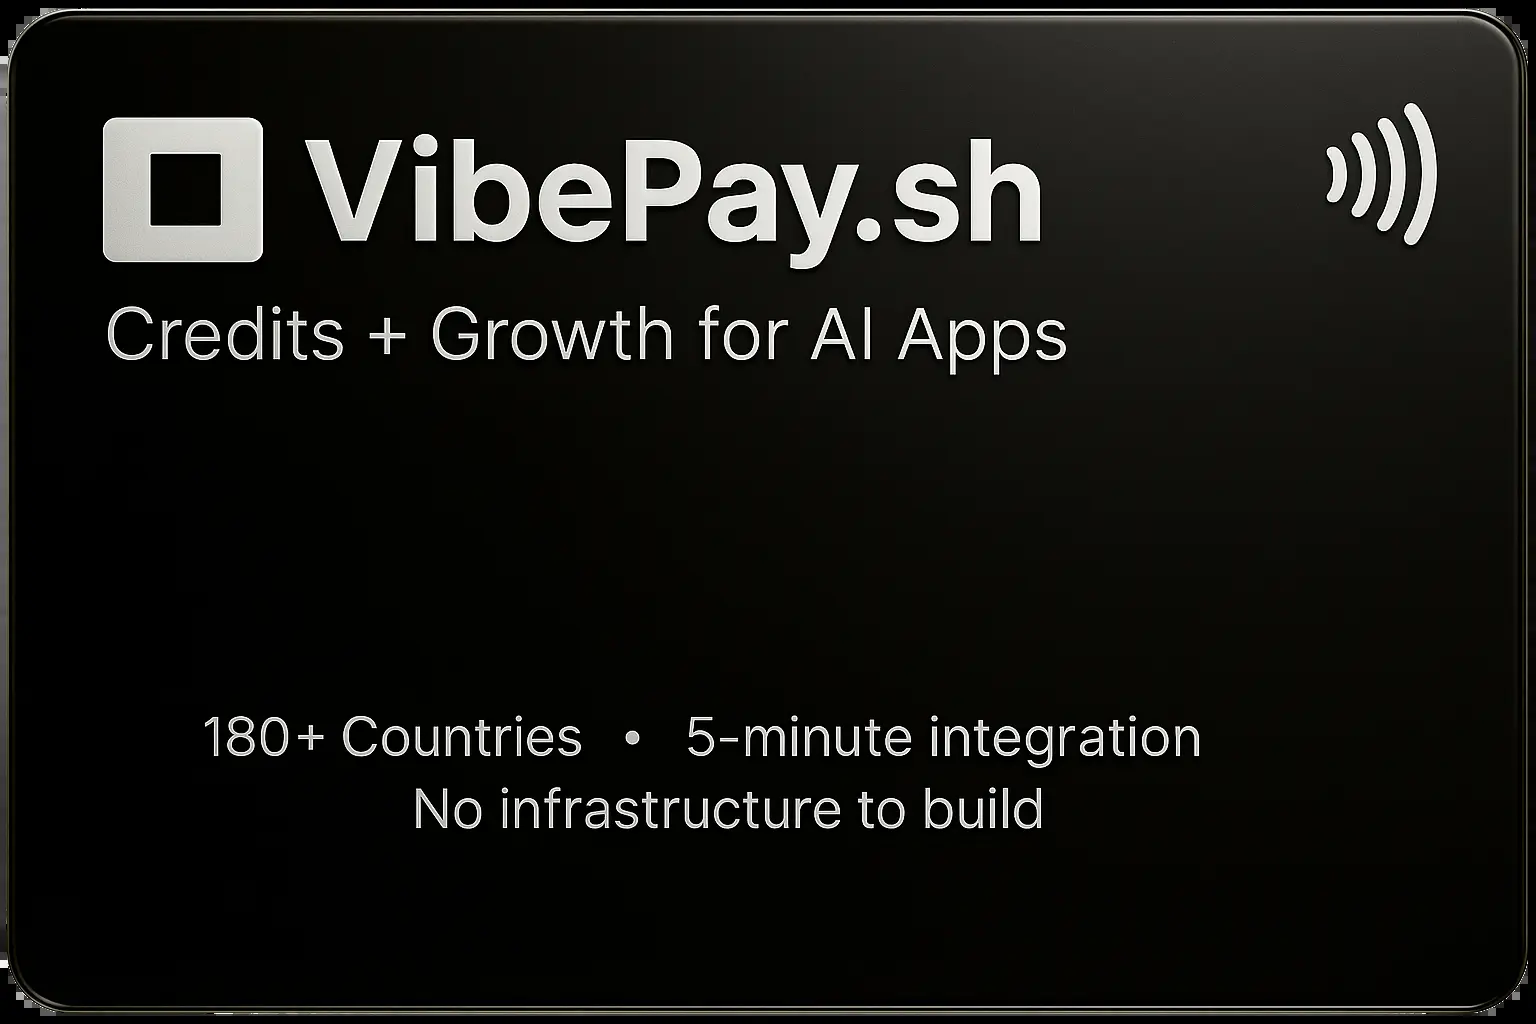 VibePay.sh
Credits + Growth for AI Apps
180+ Countries • 5-minute integration
No infrastructure to build